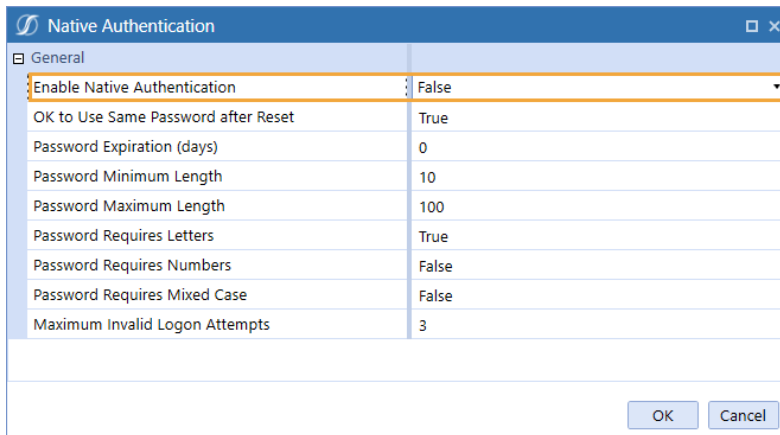 Native Authentication
General
Enable Native Authentication False
OK to Use Same Password after Reset True
Password Expiration (days) 0
Password Minimum Length 10
Password Maximum Length 100
Password Requires Letters True
Password Requires Numbers False
Password Requires Mixed Case False
Maximum Invalid Logon Attempts 3
OK Cancel